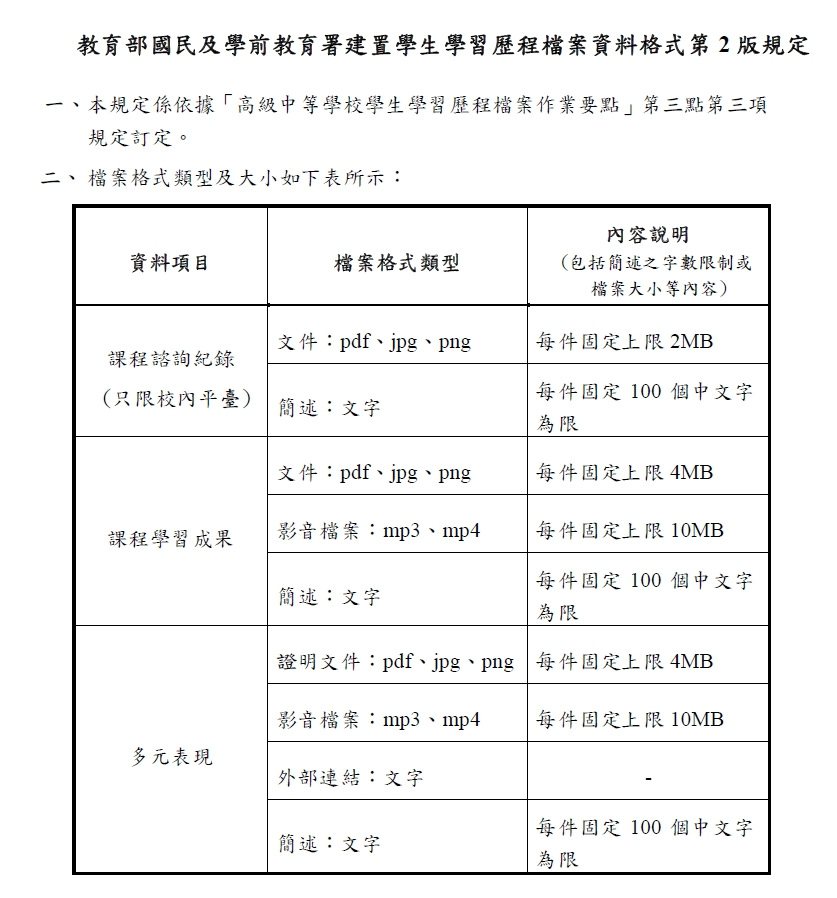 教育部國民及學前教育署建置學生學習歷程檔案資料格式第 2 版規定
一、本規定係依據「高級中等學校學生學習歷程檔案作業要點」第三點第三項
規定訂定。
二、檔案格式類型及大小如下表所示：
資料項目
檔案格式類型
內容說明
（包括簡述之字數限制或
檔案大小等內容）
課程諮詢紀錄
（只限校內平臺）
文件：pdf、jpg、png
每件固定上限 2MB
簡述：文字
每件固定 100 個中文字
為限
課程學習成果
文件：pdf、jpg、png
每件固定上限 4MB
影音檔案：mp3、mp4
每件固定上限 10MB
簡述：文字
每件固定 100 個中文字
為限
多元表現
證明文件：pdf、jpg、png
每件固定上限 4MB
影音檔案：mp3、mp4
每件固定上限 10MB
外部連結：文字
-
簡述：文字
每件固定 100 個中文字
為限